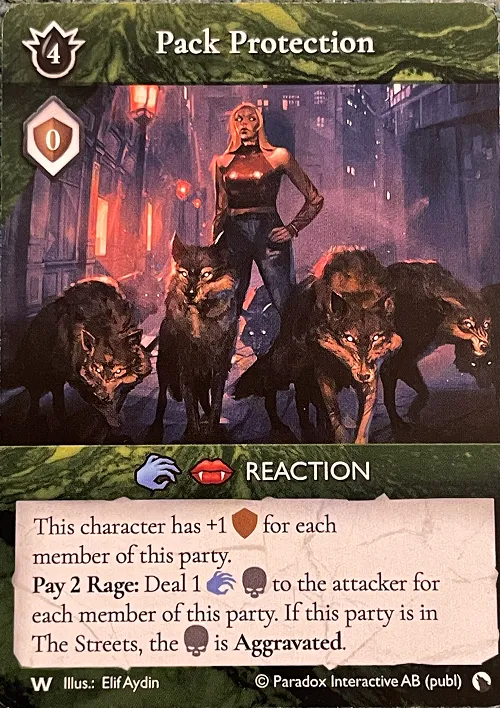 4
Pack Protection
0
REACTION
This character has +1 for each
member of this party.
Pay 2 Rage: Deal 1 to the attacker for
each member of this party. If this party is in
The Streets, the is Aggravated.
W Illus.: Elif Aydin © Paradox Interactive AB (publ)